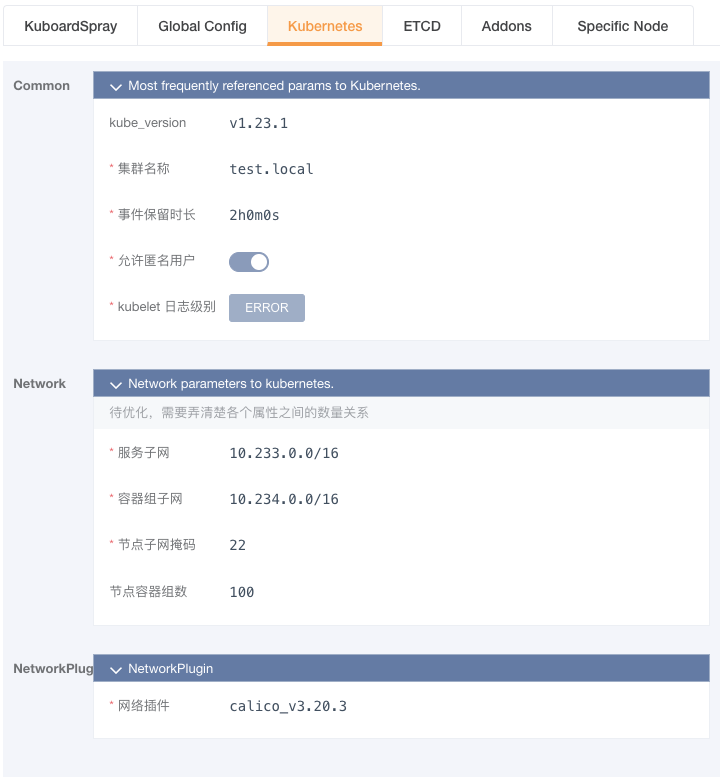 KuboardSpray Global Config Kubernetes ETCD Addons Specific Node
Common Most frequently referenced params to Kubernetes.
kube_version v1.23.1
* 集群名称 test.local
* 事件保留时长 2h0m0s
* 允许匿名用户
* kubelet 日志级别 ERROR
Network Network parameters to kubernetes.
待优化，需要弄清楚各个属性之间的数量关系
* 服务子网 10.233.0.0/16
* 容器组子网 10.234.0.0/16
* 节点子网掩码 22
节点容器组数 100
NetworkPlug NetworkPlugin
* 网络插件 calico_v3.20.3